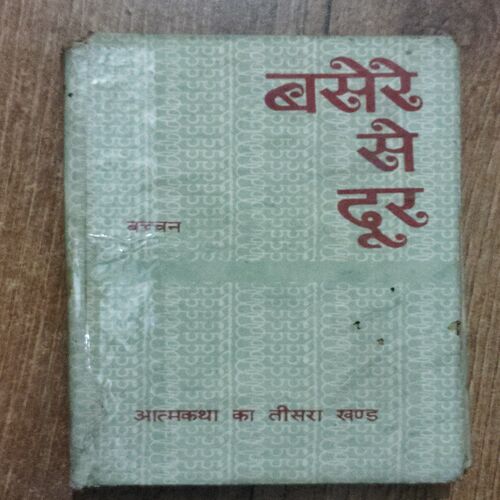 बसेरे
से
दूर
बच्चन
आत्मकथा का तीसरा खण्ड